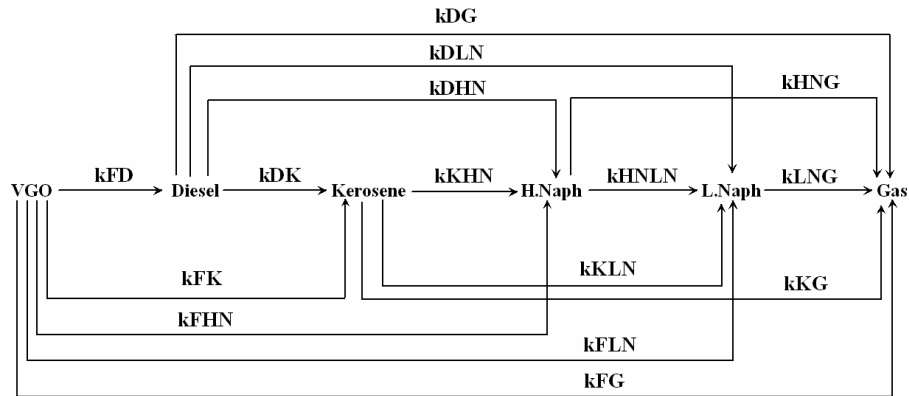 kDG
kDLN
kHNG
kDHN
kFD kDK kKHN kHNLN kLNG
VGO Diesel Kerosene H.Naph L.Naph Gas
kFK kKLN kKG
kFHN
kFLN
kFG